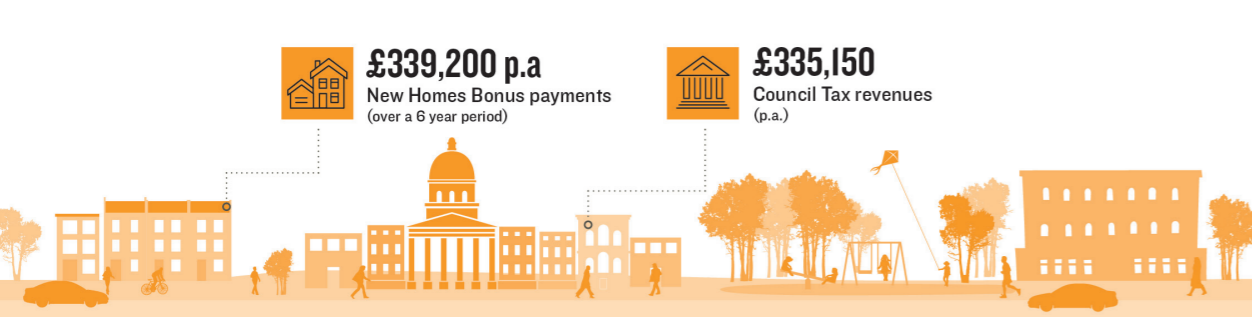 £339,200 p.a
New Homes Bonus payments
(over a 6 year period)
£335,150
Council Tax revenues
(p.a.)